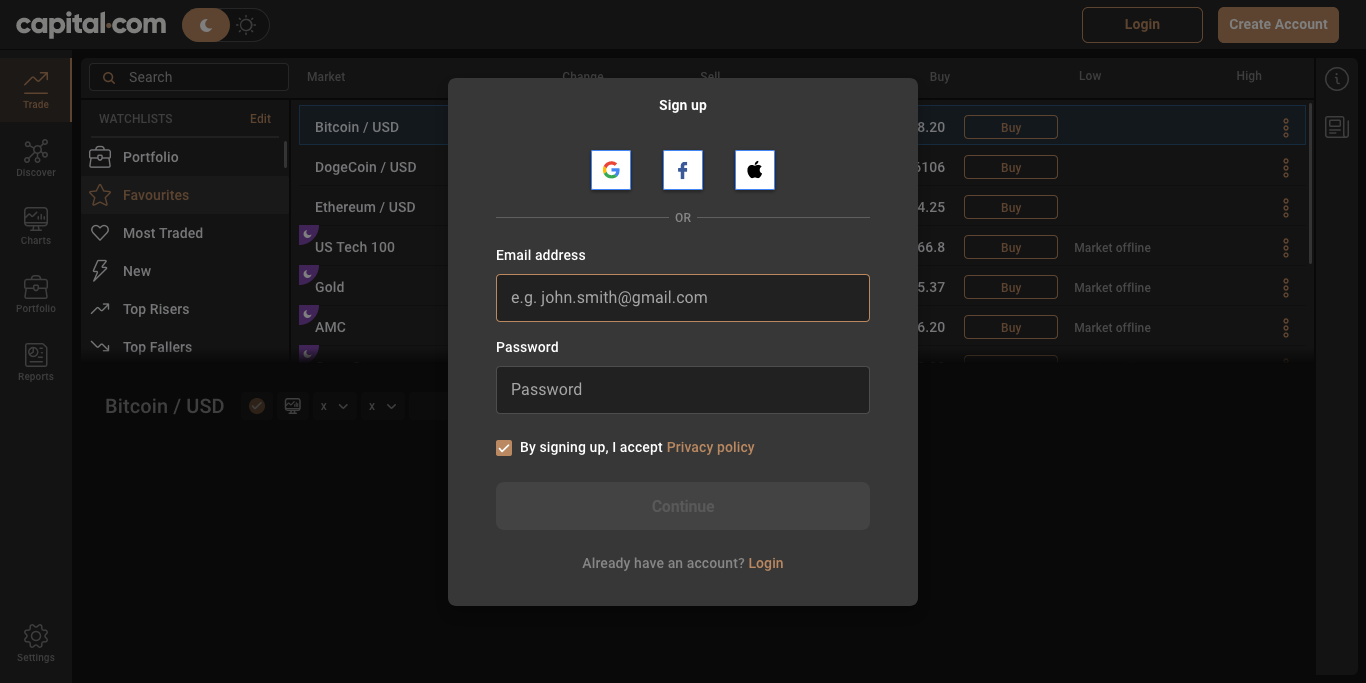 capital.com
Login
Create Account
Trade
Discover
Charts
Portfolio
Reports
Settings
Search
WATCHLISTS Edit
Portfolio
Favourites
Most Traded
New
Top Risers
Top Fallers
Market Change Sell Buy Low High
Bitcoin / USD 8.20 Buy
DogeCoin / USD 6106 Buy
Ethereum / USD 4.25 Buy
US Tech 100 66.8 Buy Market offline
Gold 5.37 Buy Market offline
AMC 6.20 Buy Market offline
Bitcoin / USD x x
Sign up
OR
Email address
e.g. john.smith@gmail.com
Password
Password
By signing up, I accept Privacy policy
Continue
Already have an account? Login